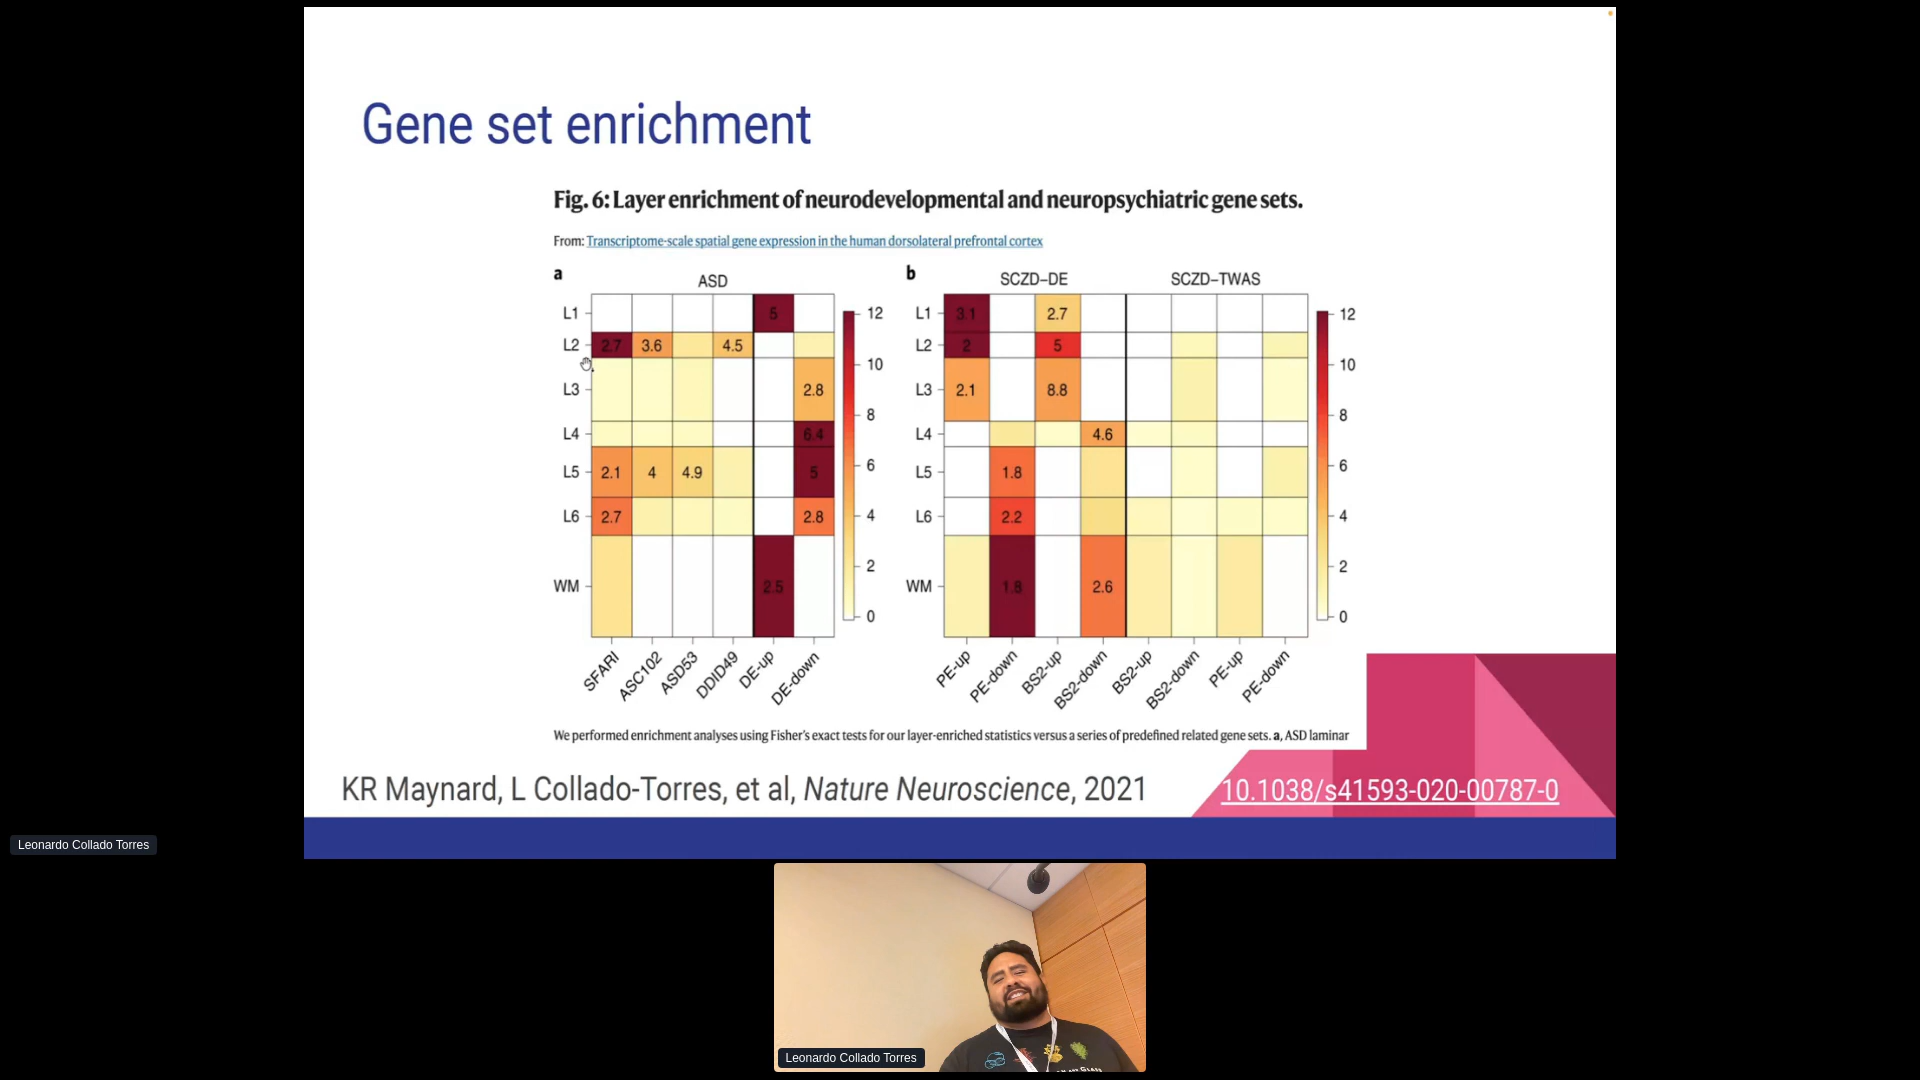 Gene set enrichment
Fig. 6: Layer enrichment of neurodevelopmental and neuropsychiatric gene sets.
From: Transcriptome-scale spatial gene expression in the human dorsolateral prefrontal cortex
a
ASD
L1 5
L2 2.7 3.6 4.5
L3 2.8
L4 6.4
L5 2.1 4 4.9 5
L6 2.7 2.8
WM 2.5
SFARI ASC102 ASD53 DDID49 DE-up DE-down
12
10
8
6
4
2
0
b
SCZD–DE SCZD–TWAS
L1 3.1 2.7
L2 2 5
L3 2.1 8.8
L4 4.6
L5 1.8
L6 2.2
WM 1.8 2.6
PE-up PE-down BS2-up BS2-down BS2-up BS2-down PE-up PE-down
12
10
8
6
4
2
0
We performed enrichment analyses using Fisher's exact tests for our layer-enriched statistics versus a series of predefined related gene sets. a, ASD laminar
KR Maynard, L Collado-Torres, et al, Nature Neuroscience, 2021
10.1038/s41593-020-00787-0
Leonardo Collado Torres
Leonardo Collado Torres